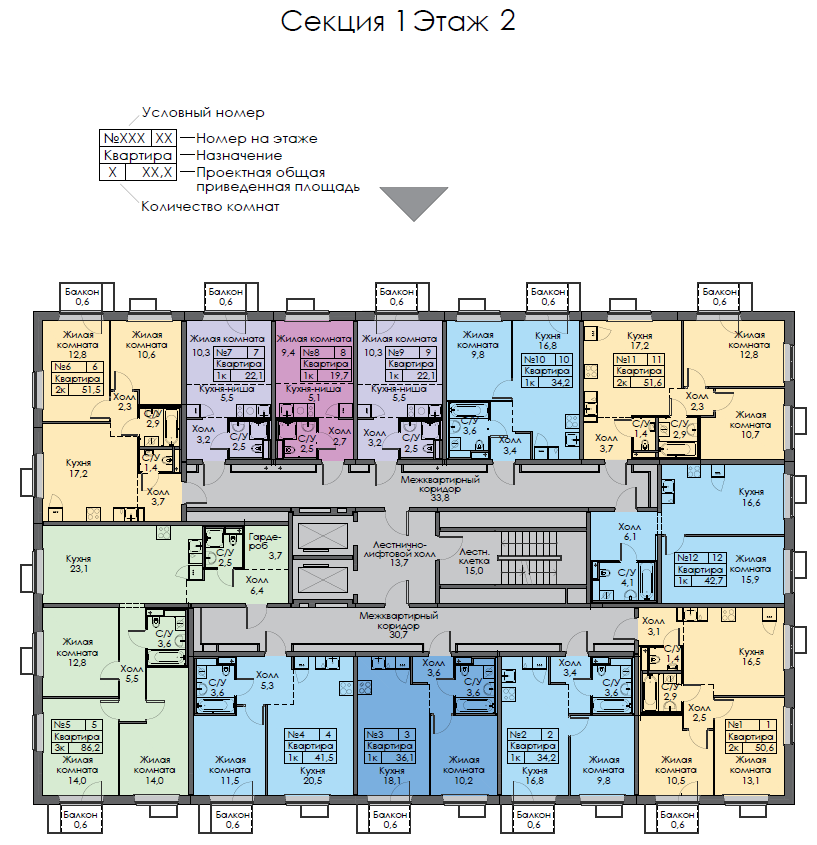 Секция 1 Этаж 2
Условный номер
№XXX XX
Номер на этаже
Квартира
Назначение
X XX,X
Проектная общая
приведенная площадь
Количество комнат
Балкон
0,6
Балкон
0,6
Балкон
0,6
Балкон
0,6
Балкон
0,6
Жилая
комната
12,8
Жилая
комната
10,6
№6 6
Квартира
2к 51,5
Холл
2,3
С/У
2,9
Кухня
17,2
С/У
1,4
Холл
3,7
Жилая комната
10,3
№7 7
Квартира
1к 22,1
Кухня-ниша
5,5
Холл
3,2
С/У
2,5
Жилая комната
9,4
№8 8
Квартира
1к 19,7
Кухня-ниша
5,1
С/У
2,5
Холл
2,7
Жилая комната
10,3
№9 9
Квартира
1к 22,1
Кухня-ниша
5,5
Холл
3,2
С/У
2,5
Жилая
комната
9,8
Кухня
16,8
№10 10
Квартира
1к 34,2
С/У
3,6
Холл
3,4
Кухня
17,2
№11 11
Квартира
2к 51,6
Жилая
комната
12,8
Холл
2,3
Жилая
комната
10,7
С/У
1,4
С/У
2,9
Холл
3,7
Межквартирный
коридор
33,8
Кухня
16,6
Холл
6,1
№12 12
Квартира
1к 42,7
Жилая
комната
15,9
С/У
4,1
Кухня
23,1
С/У
2,5
Гарде-
роб
3,7
Холл
6,4
Лестнично-
лифтовой холл
13,7
Лестн.
клетка
15,0
Межквартирный
коридор
30,7
Жилая
комната
12,8
С/У
3,6
Холл
5,5
№5 5
Квартира
3к 86,2
Жилая
комната
14,0
Жилая
комната
14,0
С/У
3,6
Холл
5,3
№4 4
Квартира
1к 41,5
Жилая
комната
11,5
Кухня
20,5
Холл
3,6
С/У
3,6
№3 3
Квартира
1к 36,1
Кухня
18,1
Жилая
комната
10,2
Холл
3,4
С/У
3,6
№2 2
Квартира
1к 34,2
Кухня
16,8
Жилая
комната
9,8
Холл
3,1
С/У
1,4
С/У
2,9
Кухня
16,5
Холл
2,5
№1 1
Квартира
2к 50,6
Жилая
комната
10,5
Жилая
комната
13,1
Балкон
0,6
Балкон
0,6
Балкон
0,6
Балкон
0,6
Балкон
0,6